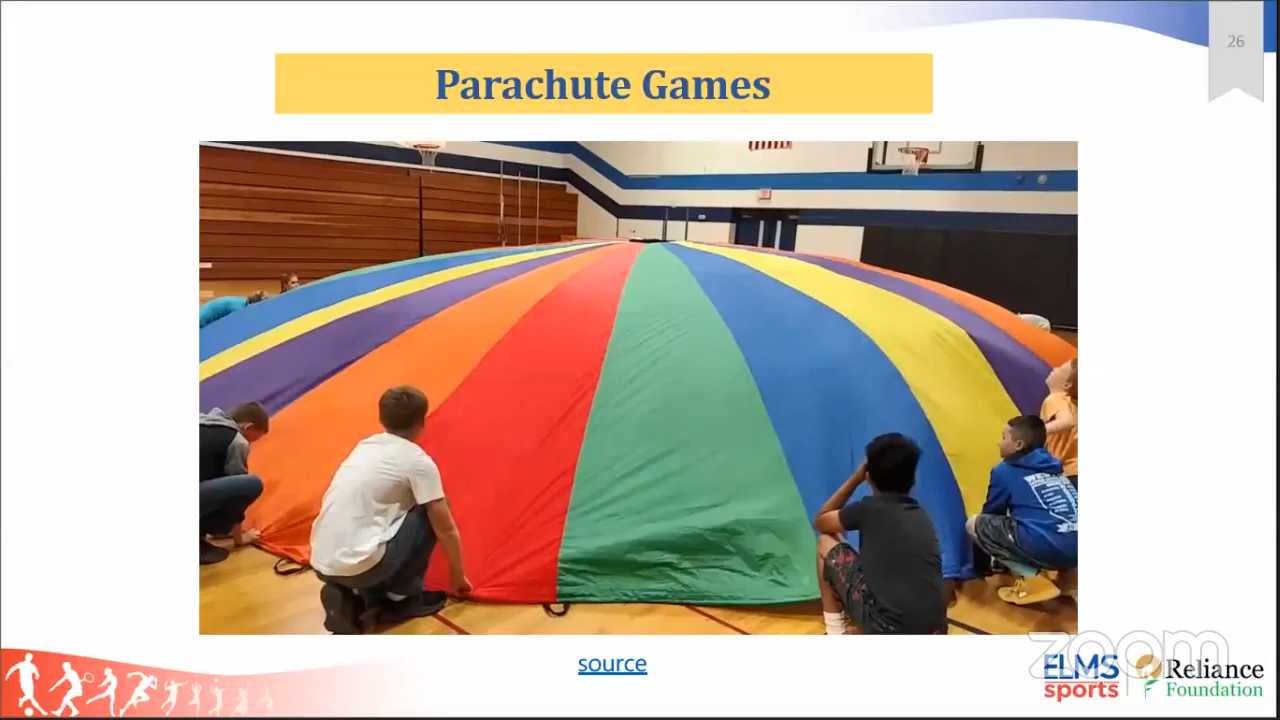 26
Parachute Games
source
zoom
ELMS
sports
Reliance
Foundation